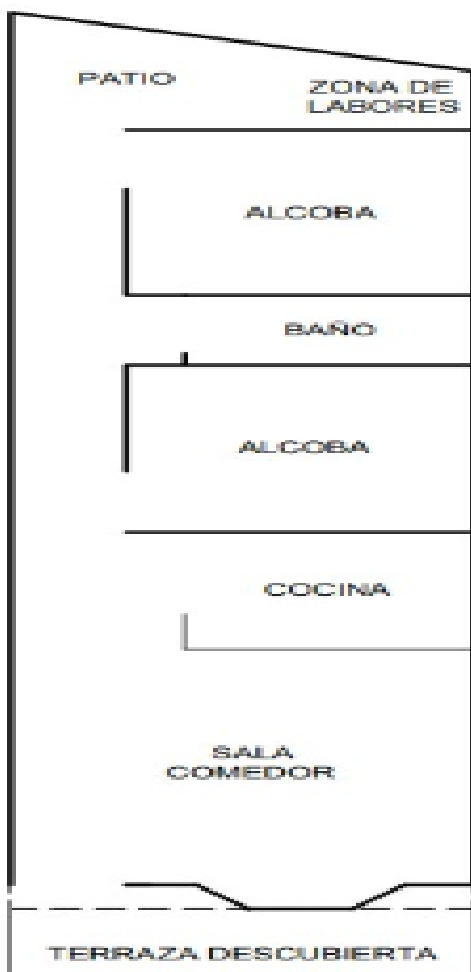 PATIO
ZONA DE
LABORES
ALCOBA
BAÑO
ALCOBA
COCINA
SALA
COMEDOR
TERRAZA DESCUBIERTA